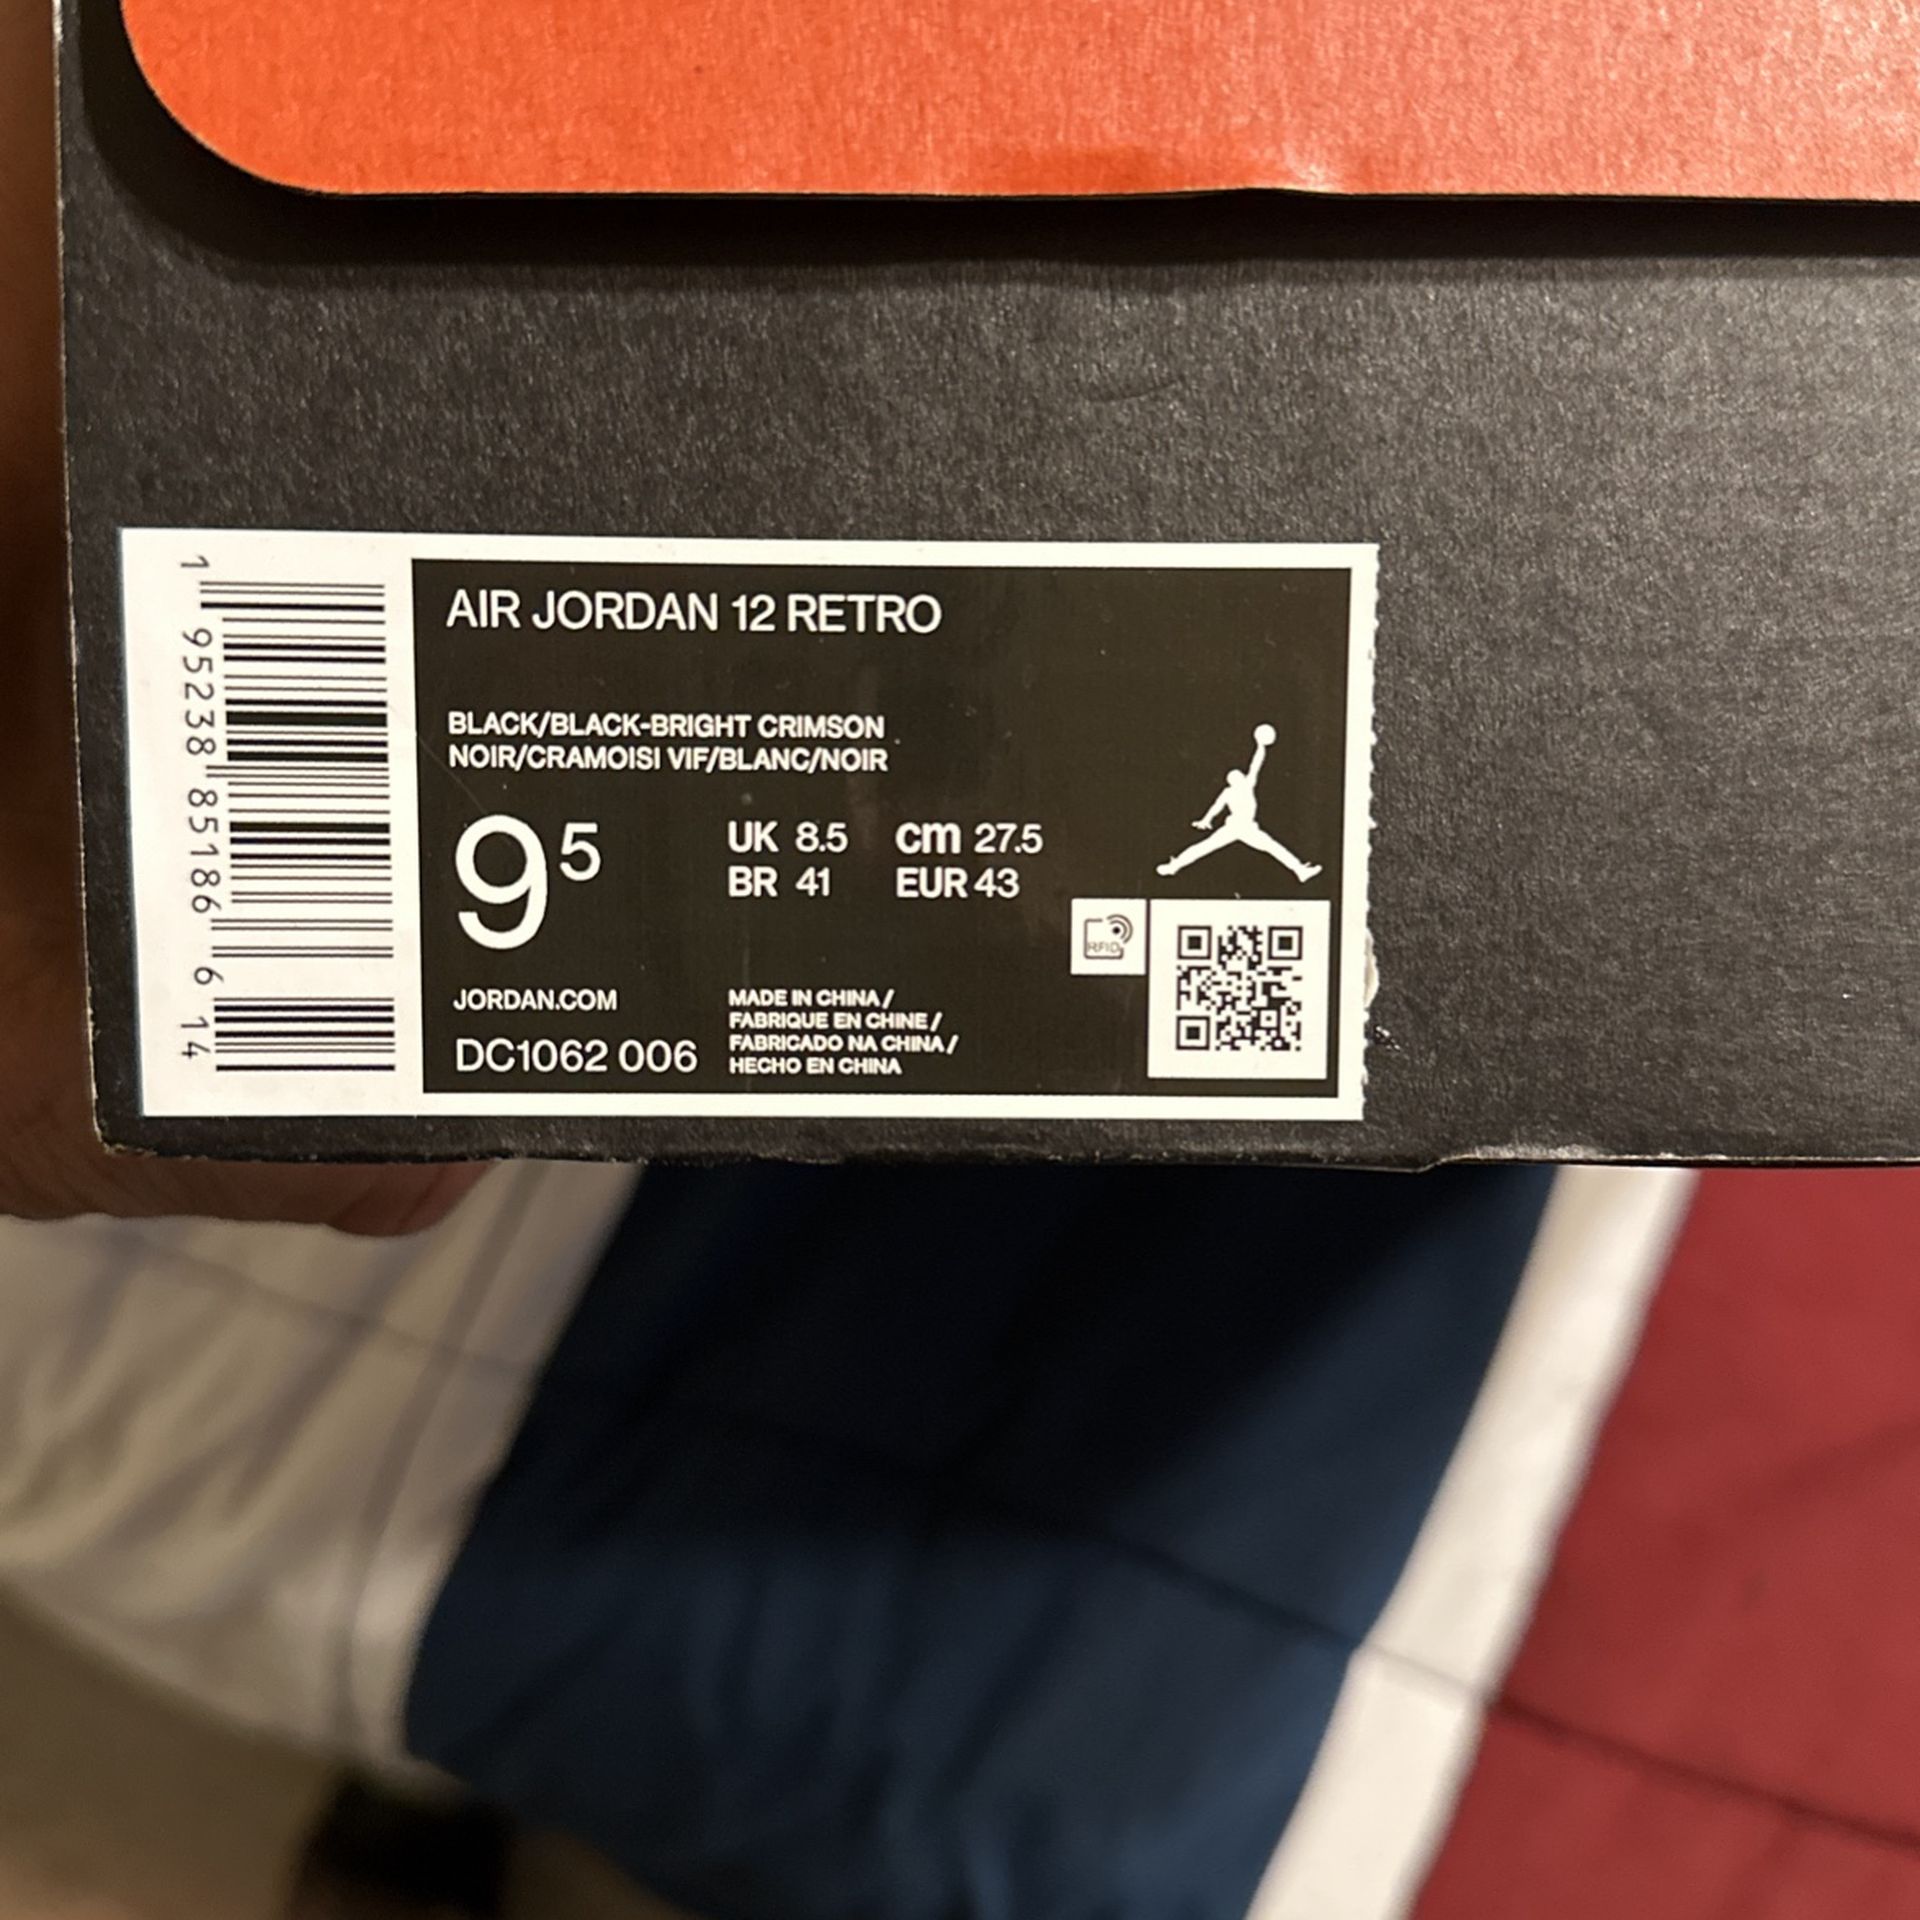 AIR JORDAN 12 RETRO
BLACK/BLACK-BRIGHT CRIMSON
NOIR/CRAMOISI VIF/BLANC/NOIR
9 5
UK 8.5 cm 27.5
BR 41 EUR 43
RFID
JORDAN.COM
DC1062 006
MADE IN CHINA/
FABRIQUE EN CHINE/
FABRICADO NA CHINA/
HECHO EN CHINA
1 95238 85186 6 14